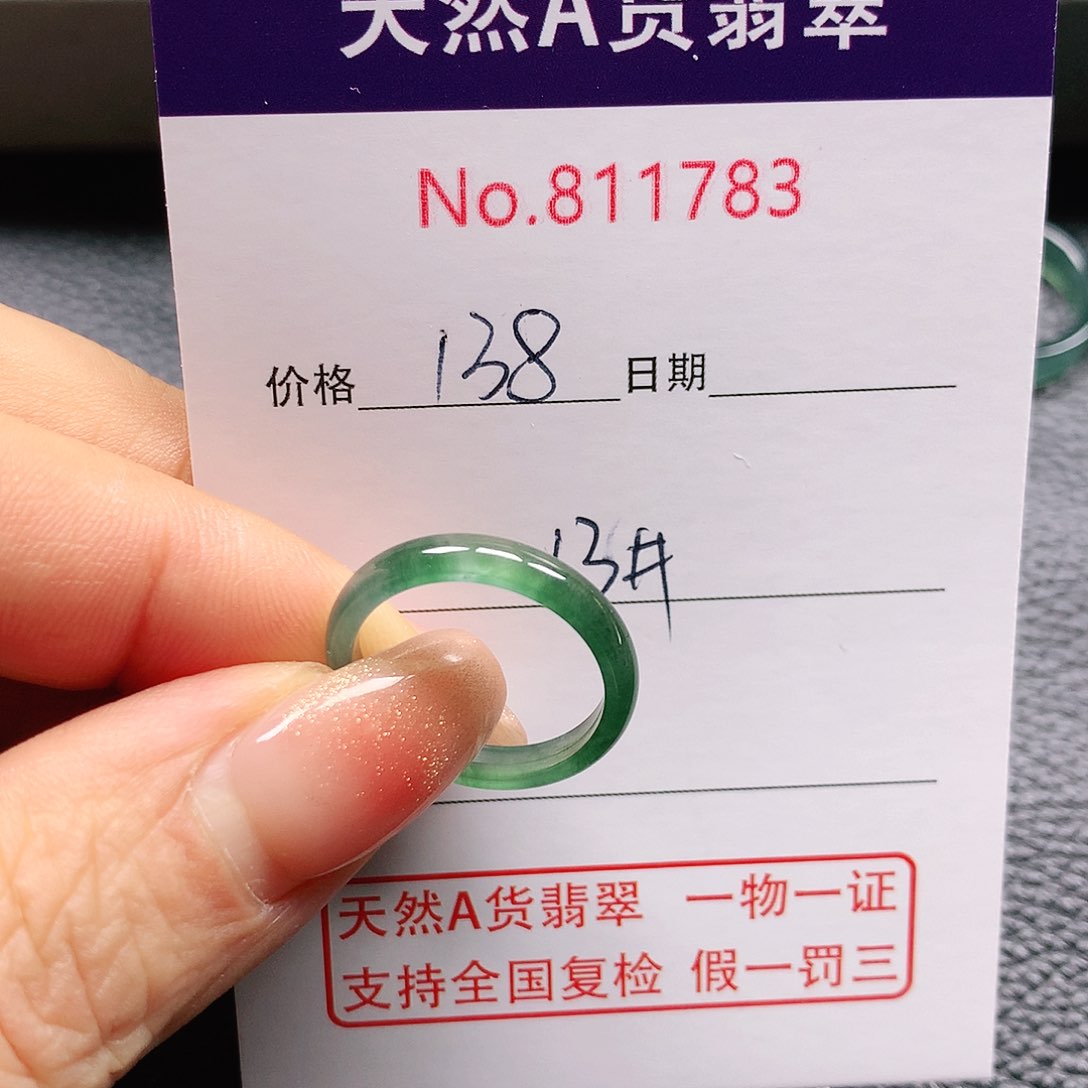 天然A货翡翠
No.811783
价格 138 日期
13#
天然A货翡翠 一物一证
支持全国复检 假一罚三